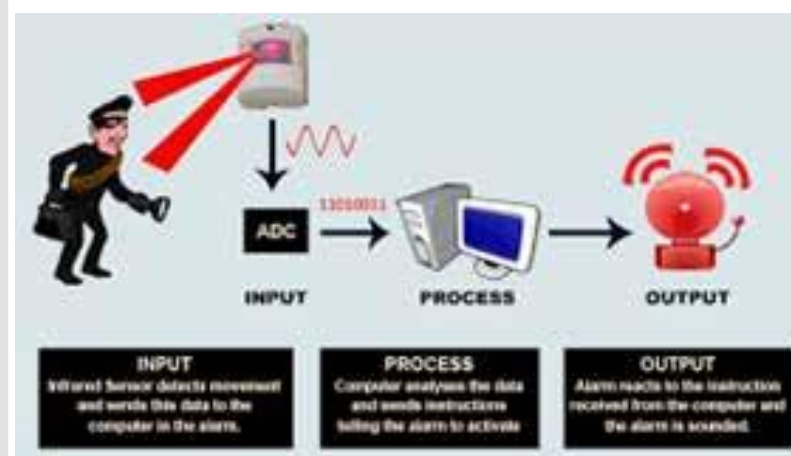 11010011
ADC
INPUT
PROCESS
OUTPUT
INPUT
Infrared Sensor detects movement
and sends this data to the
computer in the alarm.
PROCESS
Computer analyses the data
and sends instructions
telling the alarm to activate
OUTPUT
Alarm reacts to the instruction
received from the computer and
the alarm is sounded.